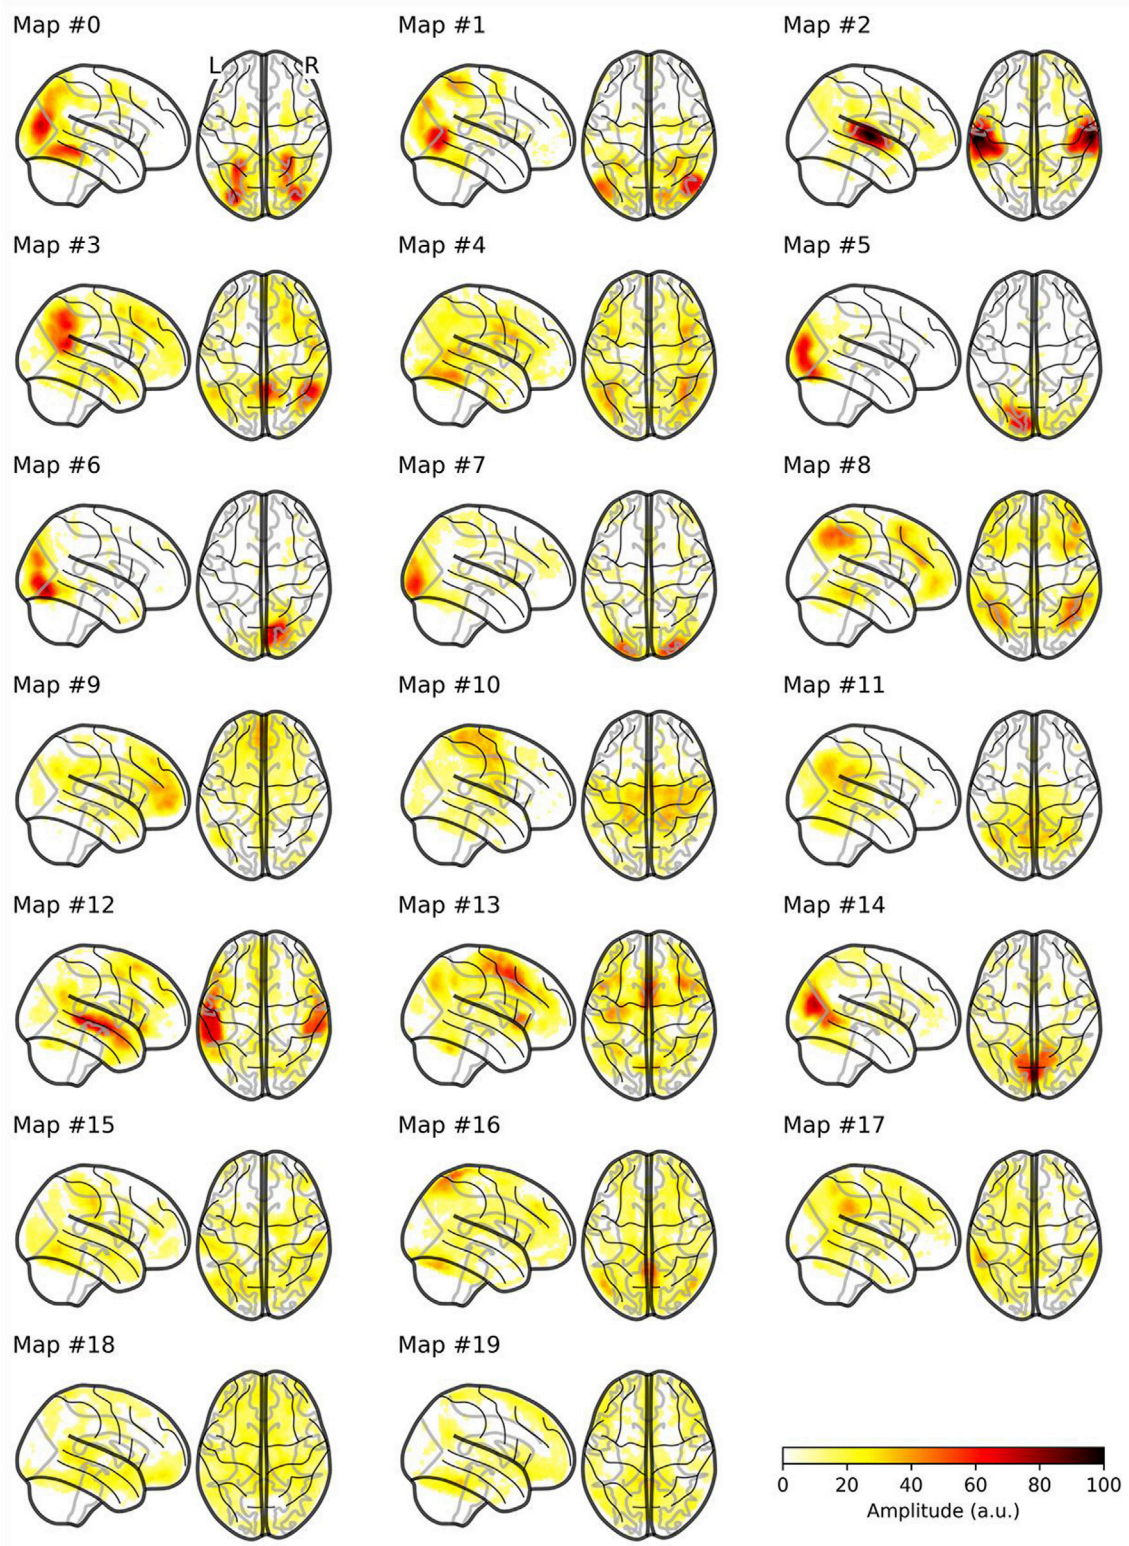 Map #0
Map #1
Map #2
L
R
Map #3
Map #4
Map #5
Map #6
Map #7
Map #8
Map #9
Map #10
Map #11
Map #12
Map #13
Map #14
Map #15
Map #16
Map #17
Map #18
Map #19
0 20 40 60 80 100
Amplitude (a.u.)